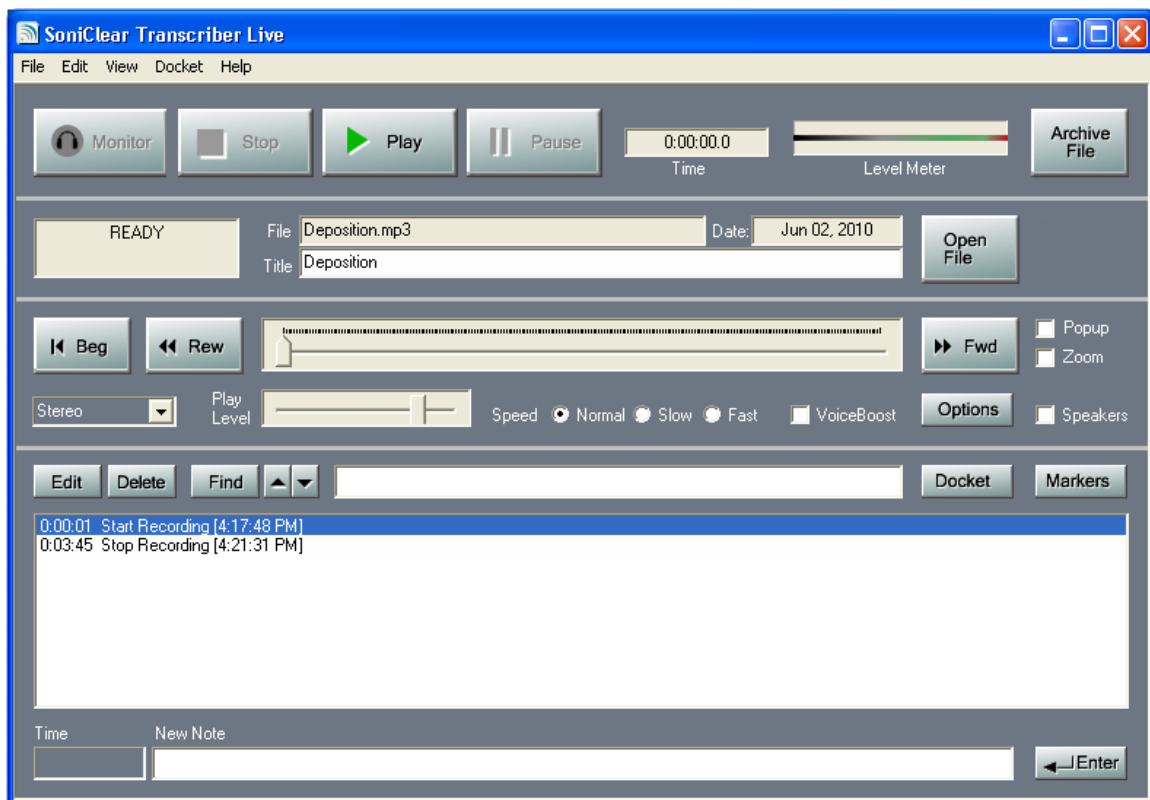 SoniClear Transcriber Live
File Edit View Docket Help
Monitor Stop Play Pause 0:00:00.0 Archive File
Time Level Meter
READY File Deposition.mp3 Date: Jun 02, 2010 Open File
Title Deposition
Beg Rew Fwd Popup
Zoom
Stereo Play Level Speed Normal Slow Fast VoiceBoost Options Speakers
Edit Delete Find Docket Markers
0:00:01 Start Recording [4:17:48 PM]
0:03:45 Stop Recording [4:21:31 PM]
Time New Note
Enter